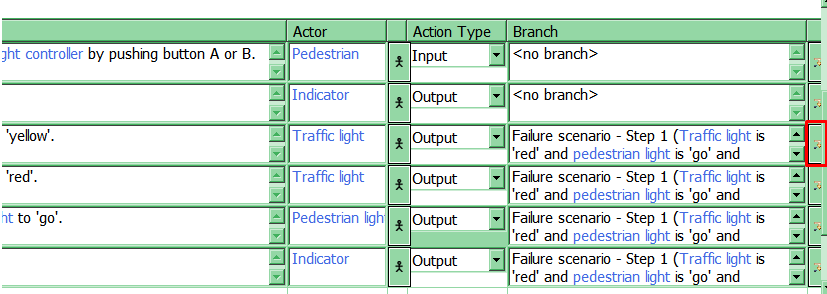 Actor Action Type Branch
ght controller by pushing button A or B. Pedestrian Input <no branch>
Indicator Output <no branch>
'yellow'. Traffic light Output Failure scenario - Step 1 (Traffic light is
'red' and pedestrian light is 'go' and
'red'. Traffic light Output Failure scenario - Step 1 (Traffic light is
'red' and pedestrian light is 'go' and
ht to 'go'. Pedestrian ligh Output Failure scenario - Step 1 (Traffic light is
'red' and pedestrian light is 'go' and
Indicator Output Failure scenario - Step 1 (Traffic light is
'red' and pedestrian light is 'go' and